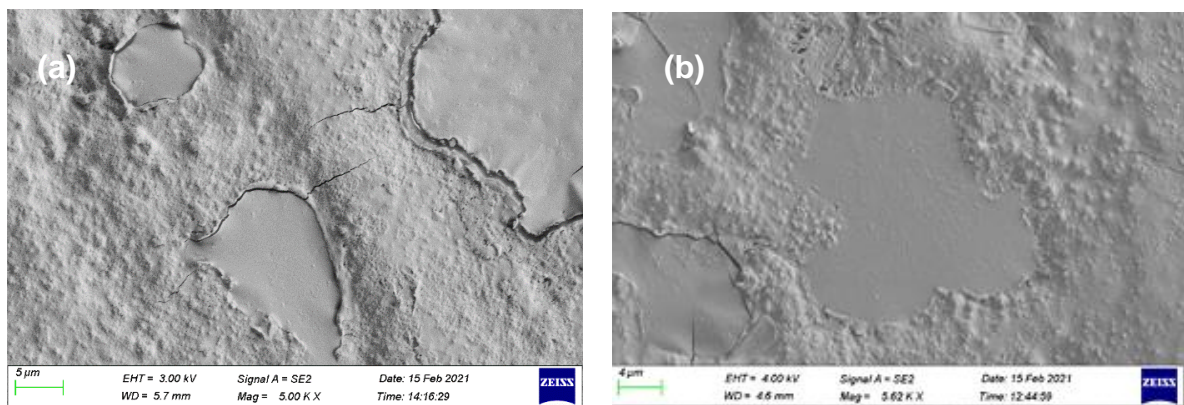 (a)
5 µm
EHT = 3.00 kV Signal A = SE2 Date: 15 Feb 2021
WD = 5.7 mm Mag = 5.00 K X Time: 14:16:29
ZEISS
(b)
4 µm
EHT = 4.00 kV Signal A = SE2 Date: 15 Feb 2021
WD = 4.6 mm Mag = 5.62 K X Time: 12:44:59
ZEISS